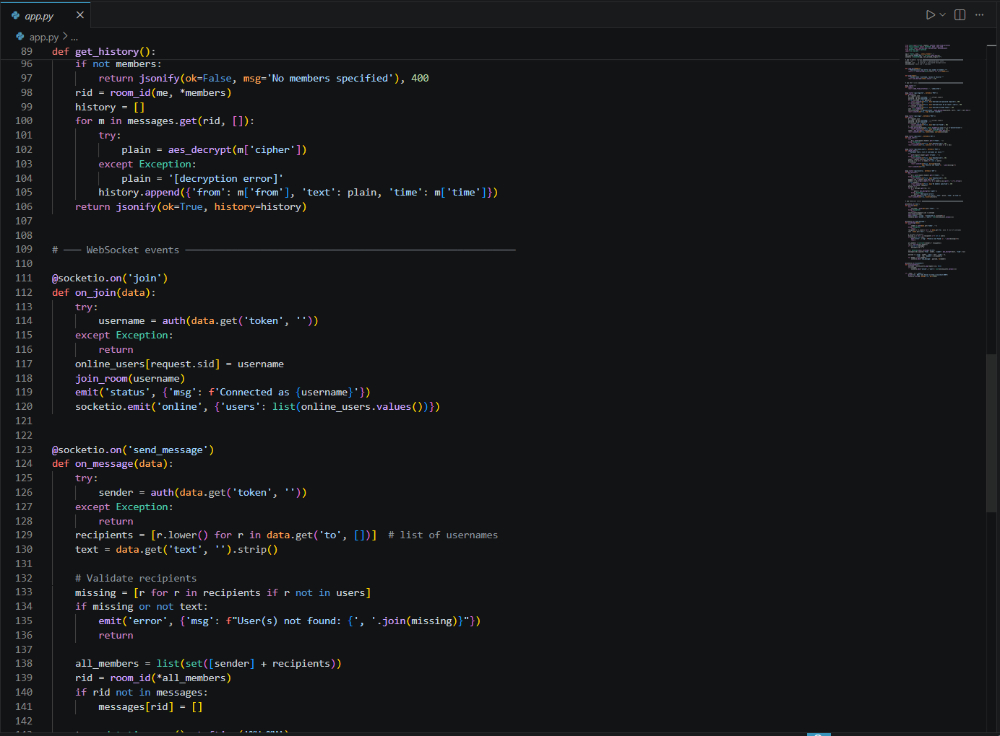 app.py
app.py > ...
89 def get_history():
96     if not members:
97         return jsonify(ok=False, msg='No members specified'), 400
98     rid = room_id(me, *members)
99     history = []
100     for m in messages.get(rid, []):
101         try:
102             plain = aes_decrypt(m['cipher'])
103         except Exception:
104             plain = '[decryption error]'
105         history.append({'from': m['from'], 'text': plain, 'time': m['time']})
106     return jsonify(ok=True, history=history)
107
108
109 # ─── WebSocket events ─────────────────────────────────────────────────────────
110
111 @socketio.on('join')
112 def on_join(data):
113     try:
114         username = auth(data.get('token', ''))
115     except Exception:
116         return
117     online_users[request.sid] = username
118     join_room(username)
119     emit('status', {'msg': f'Connected as {username}'})
120     socketio.emit('online', {'users': list(online_users.values())})
121
122
123 @socketio.on('send_message')
124 def on_message(data):
125     try:
126         sender = auth(data.get('token', ''))
127     except Exception:
128         return
129     recipients = [r.lower() for r in data.get('to', [])]  # list of usernames
130     text = data.get('text', '').strip()
131
132     # Validate recipients
133     missing = [r for r in recipients if r not in users]
134     if missing or not text:
135         emit('error', {'msg': f"User(s) not found: {', '.join(missing)}"})
136         return
137
138     all_members = list(set([sender] + recipients))
139     rid = room_id(*all_members)
140     if rid not in messages:
141         messages[rid] = []
142